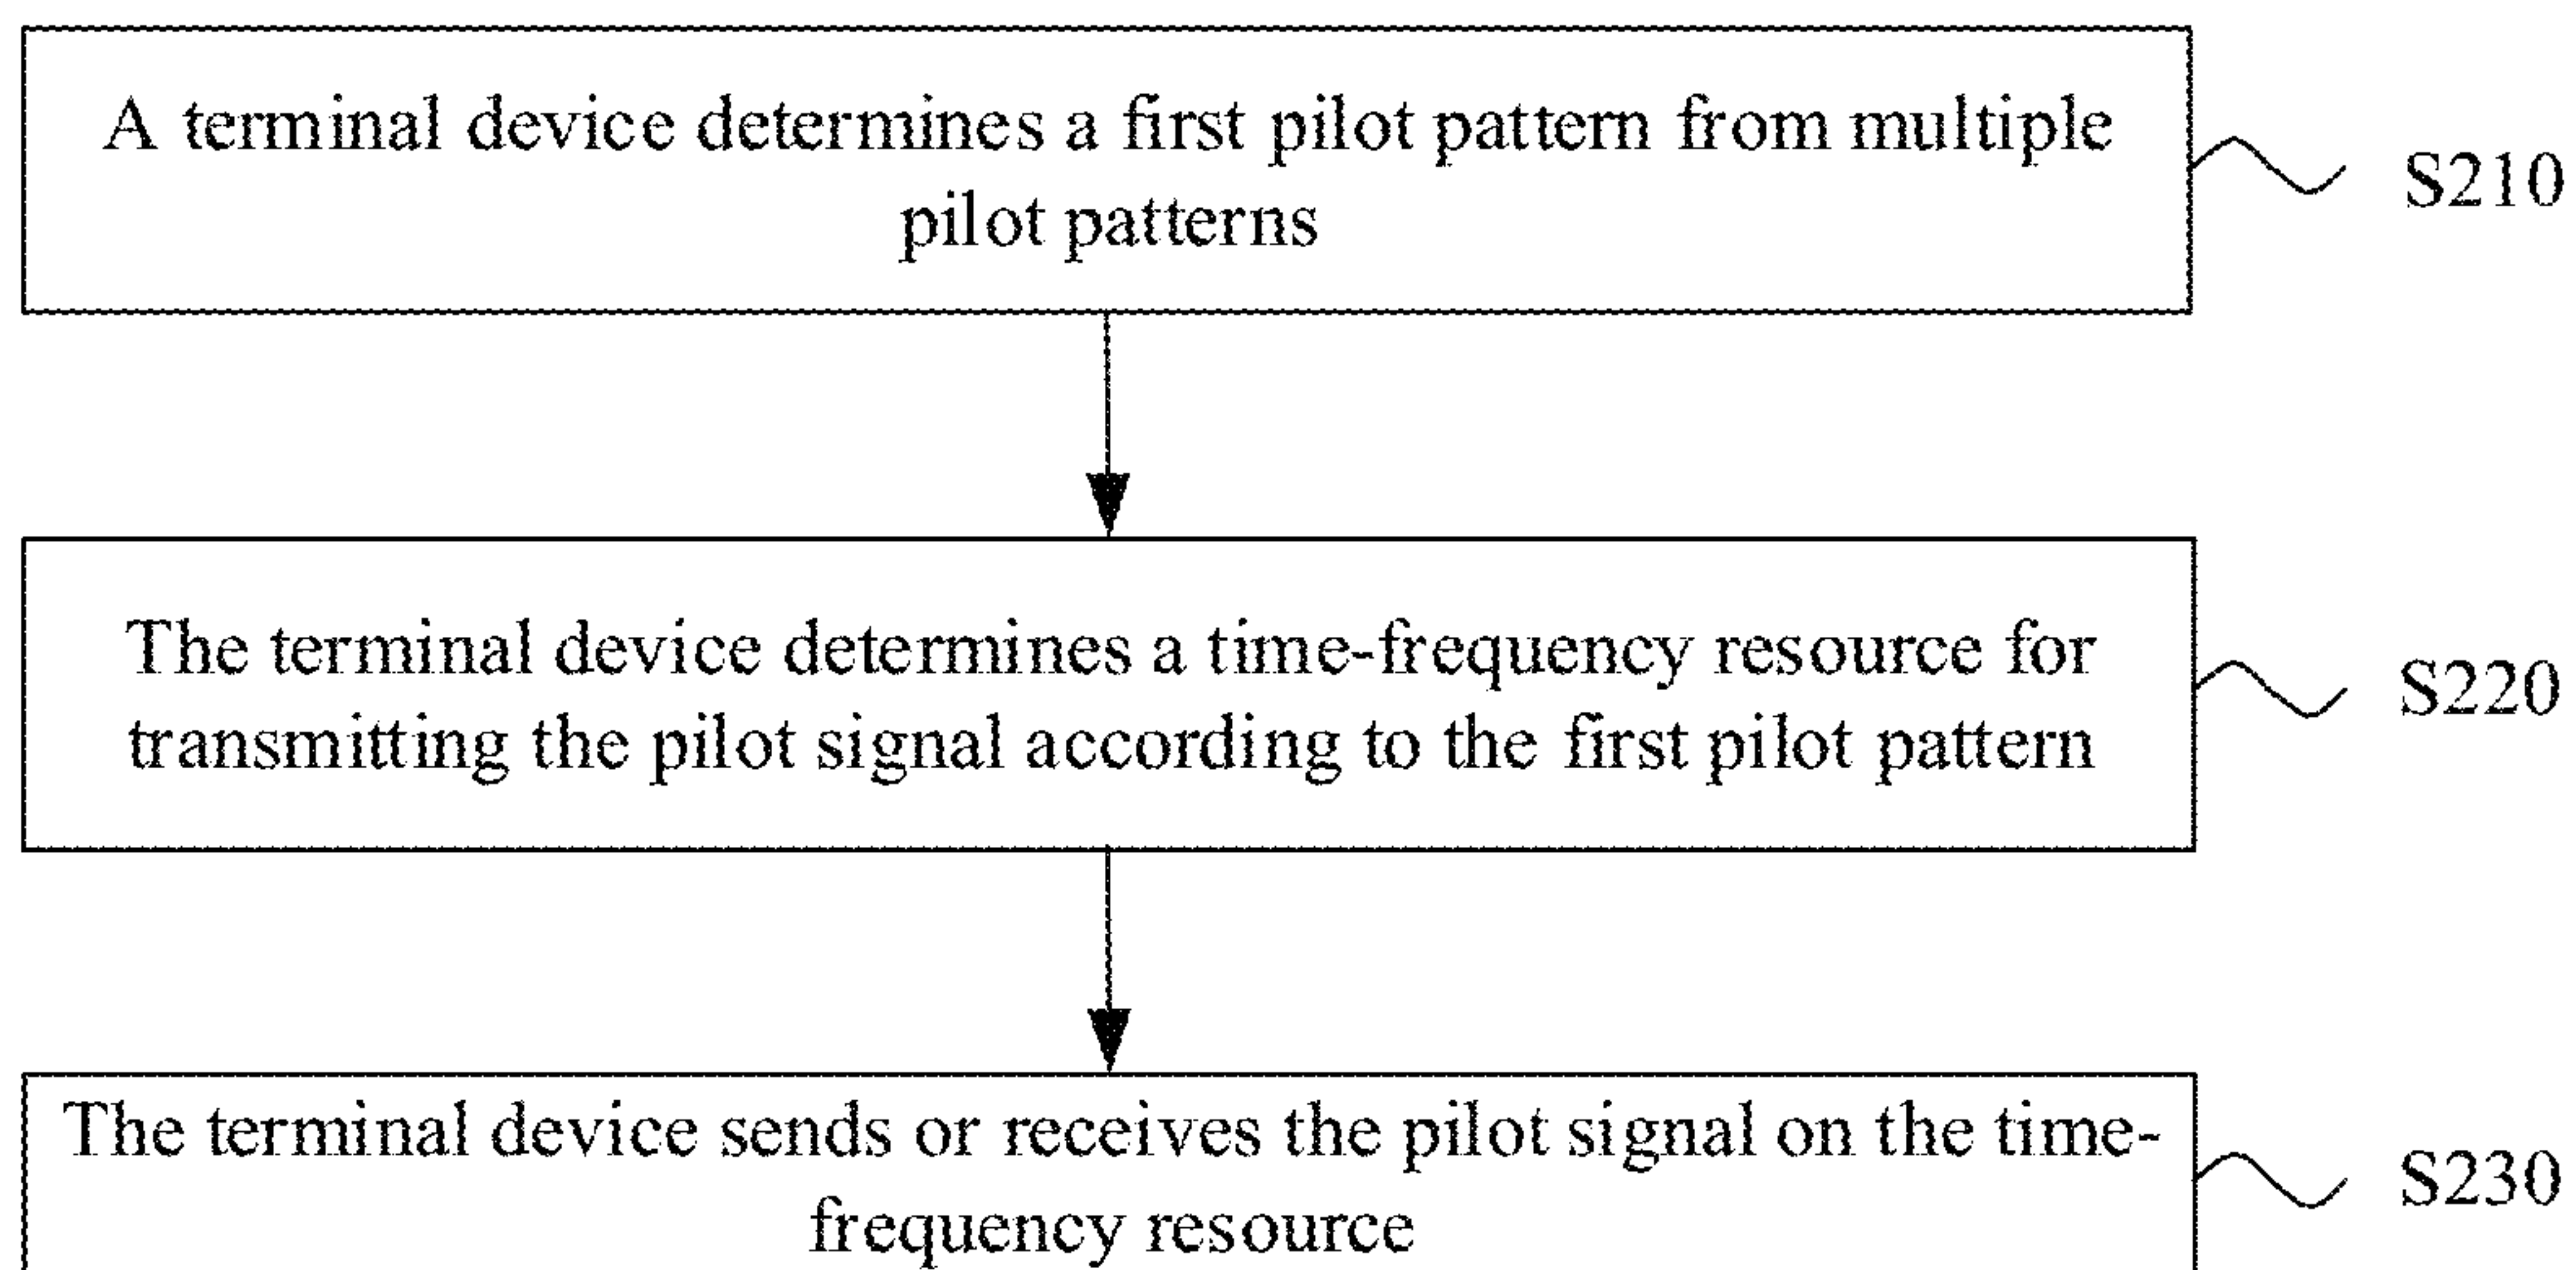 A terminal device determines a first pilot pattern from multiple
pilot patterns
S210
The terminal device determines a time-frequency resource for
transmitting the pilot signal according to the first pilot pattern
S220
The terminal device sends or receives the pilot signal on the time-
frequency resource
S230